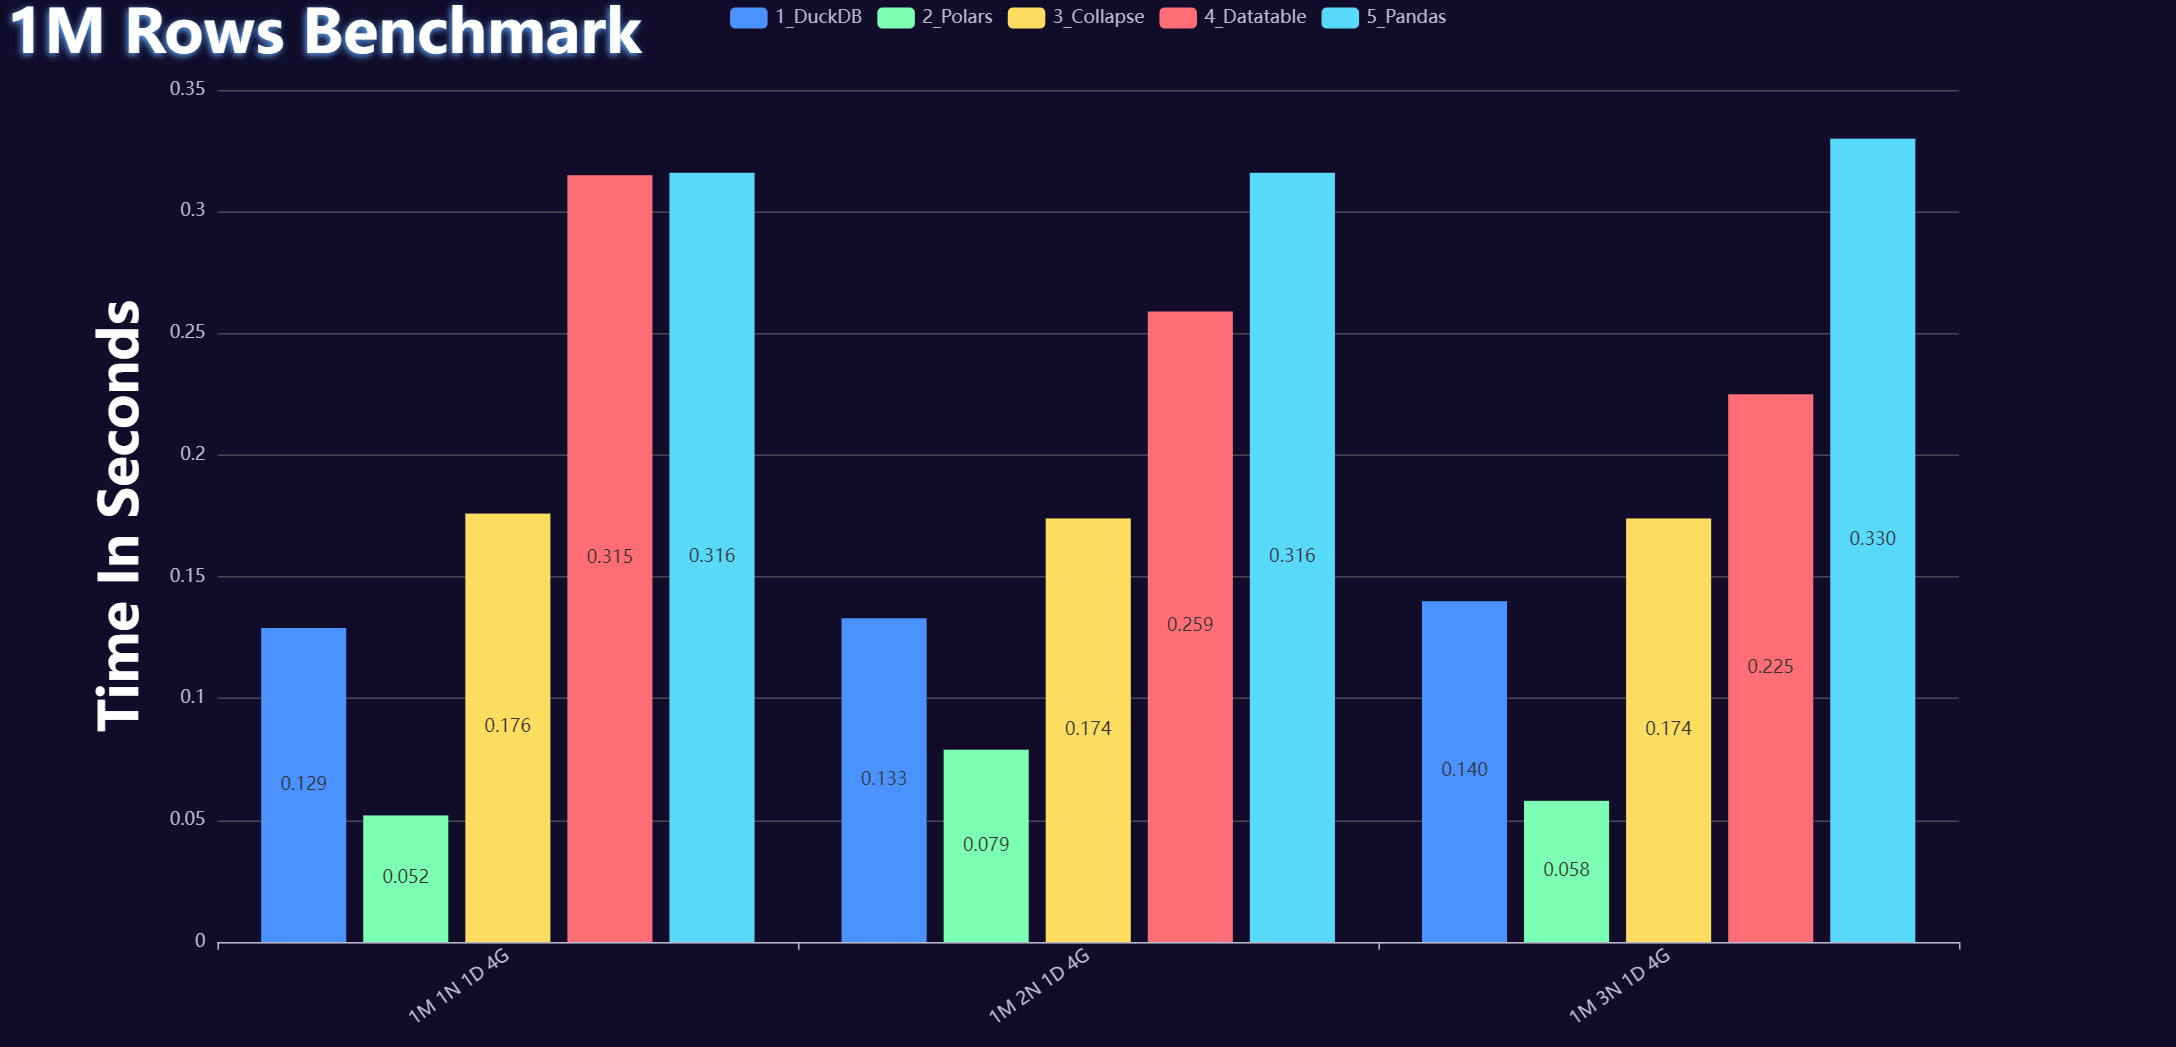 1M Rows Benchmark
1_DuckDB 2_Polars 3_Collapse 4_Datatable 5_Pandas
Time In Seconds
0.35
0.3
0.25
0.2
0.15
0.1
0.05
0
0.129 0.052 0.176 0.315 0.316
0.133 0.079 0.174 0.259 0.316
0.140 0.058 0.174 0.225 0.330
1M 1N 1D 4G
1M 2N 1D 4G
1M 3N 1D 4G